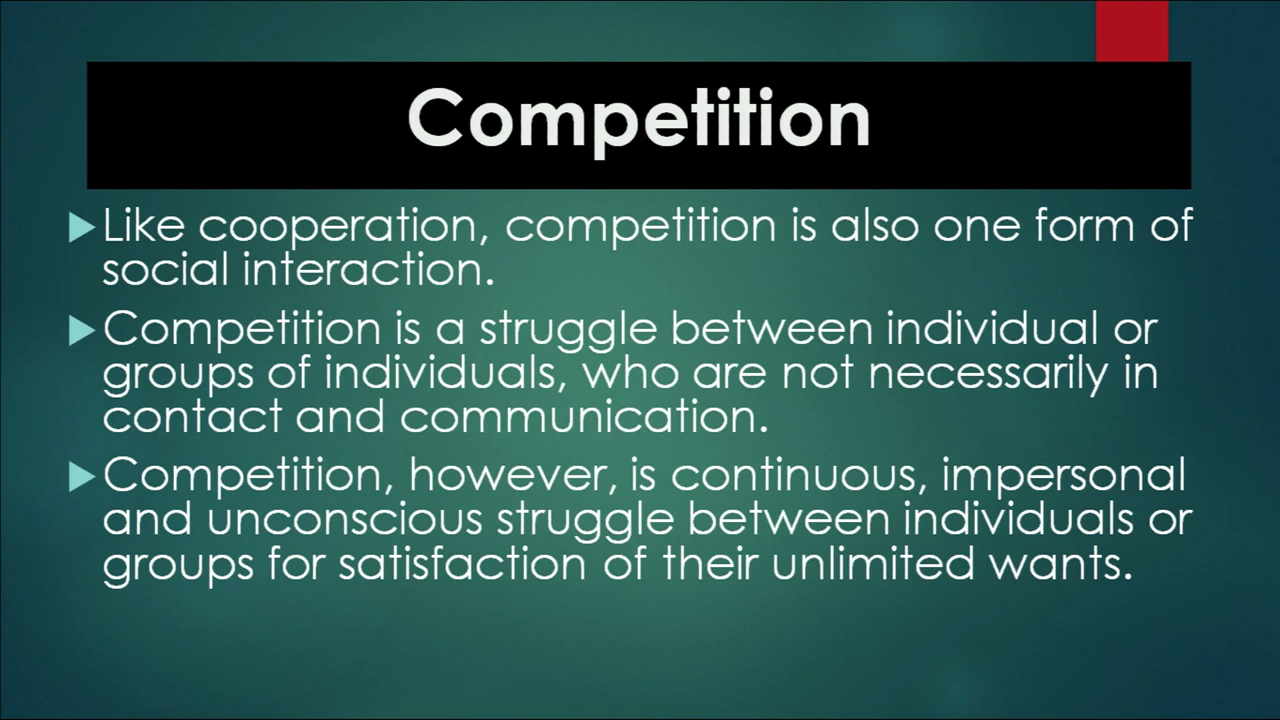 Competition
Like cooperation, competition is also one form of
social interaction.
Competition is a struggle between individual or
groups of individuals, who are not necessarily in
contact and communication.
Competition, however, is continuous, impersonal
and unconscious struggle between individuals or
groups for satisfaction of their unlimited wants.